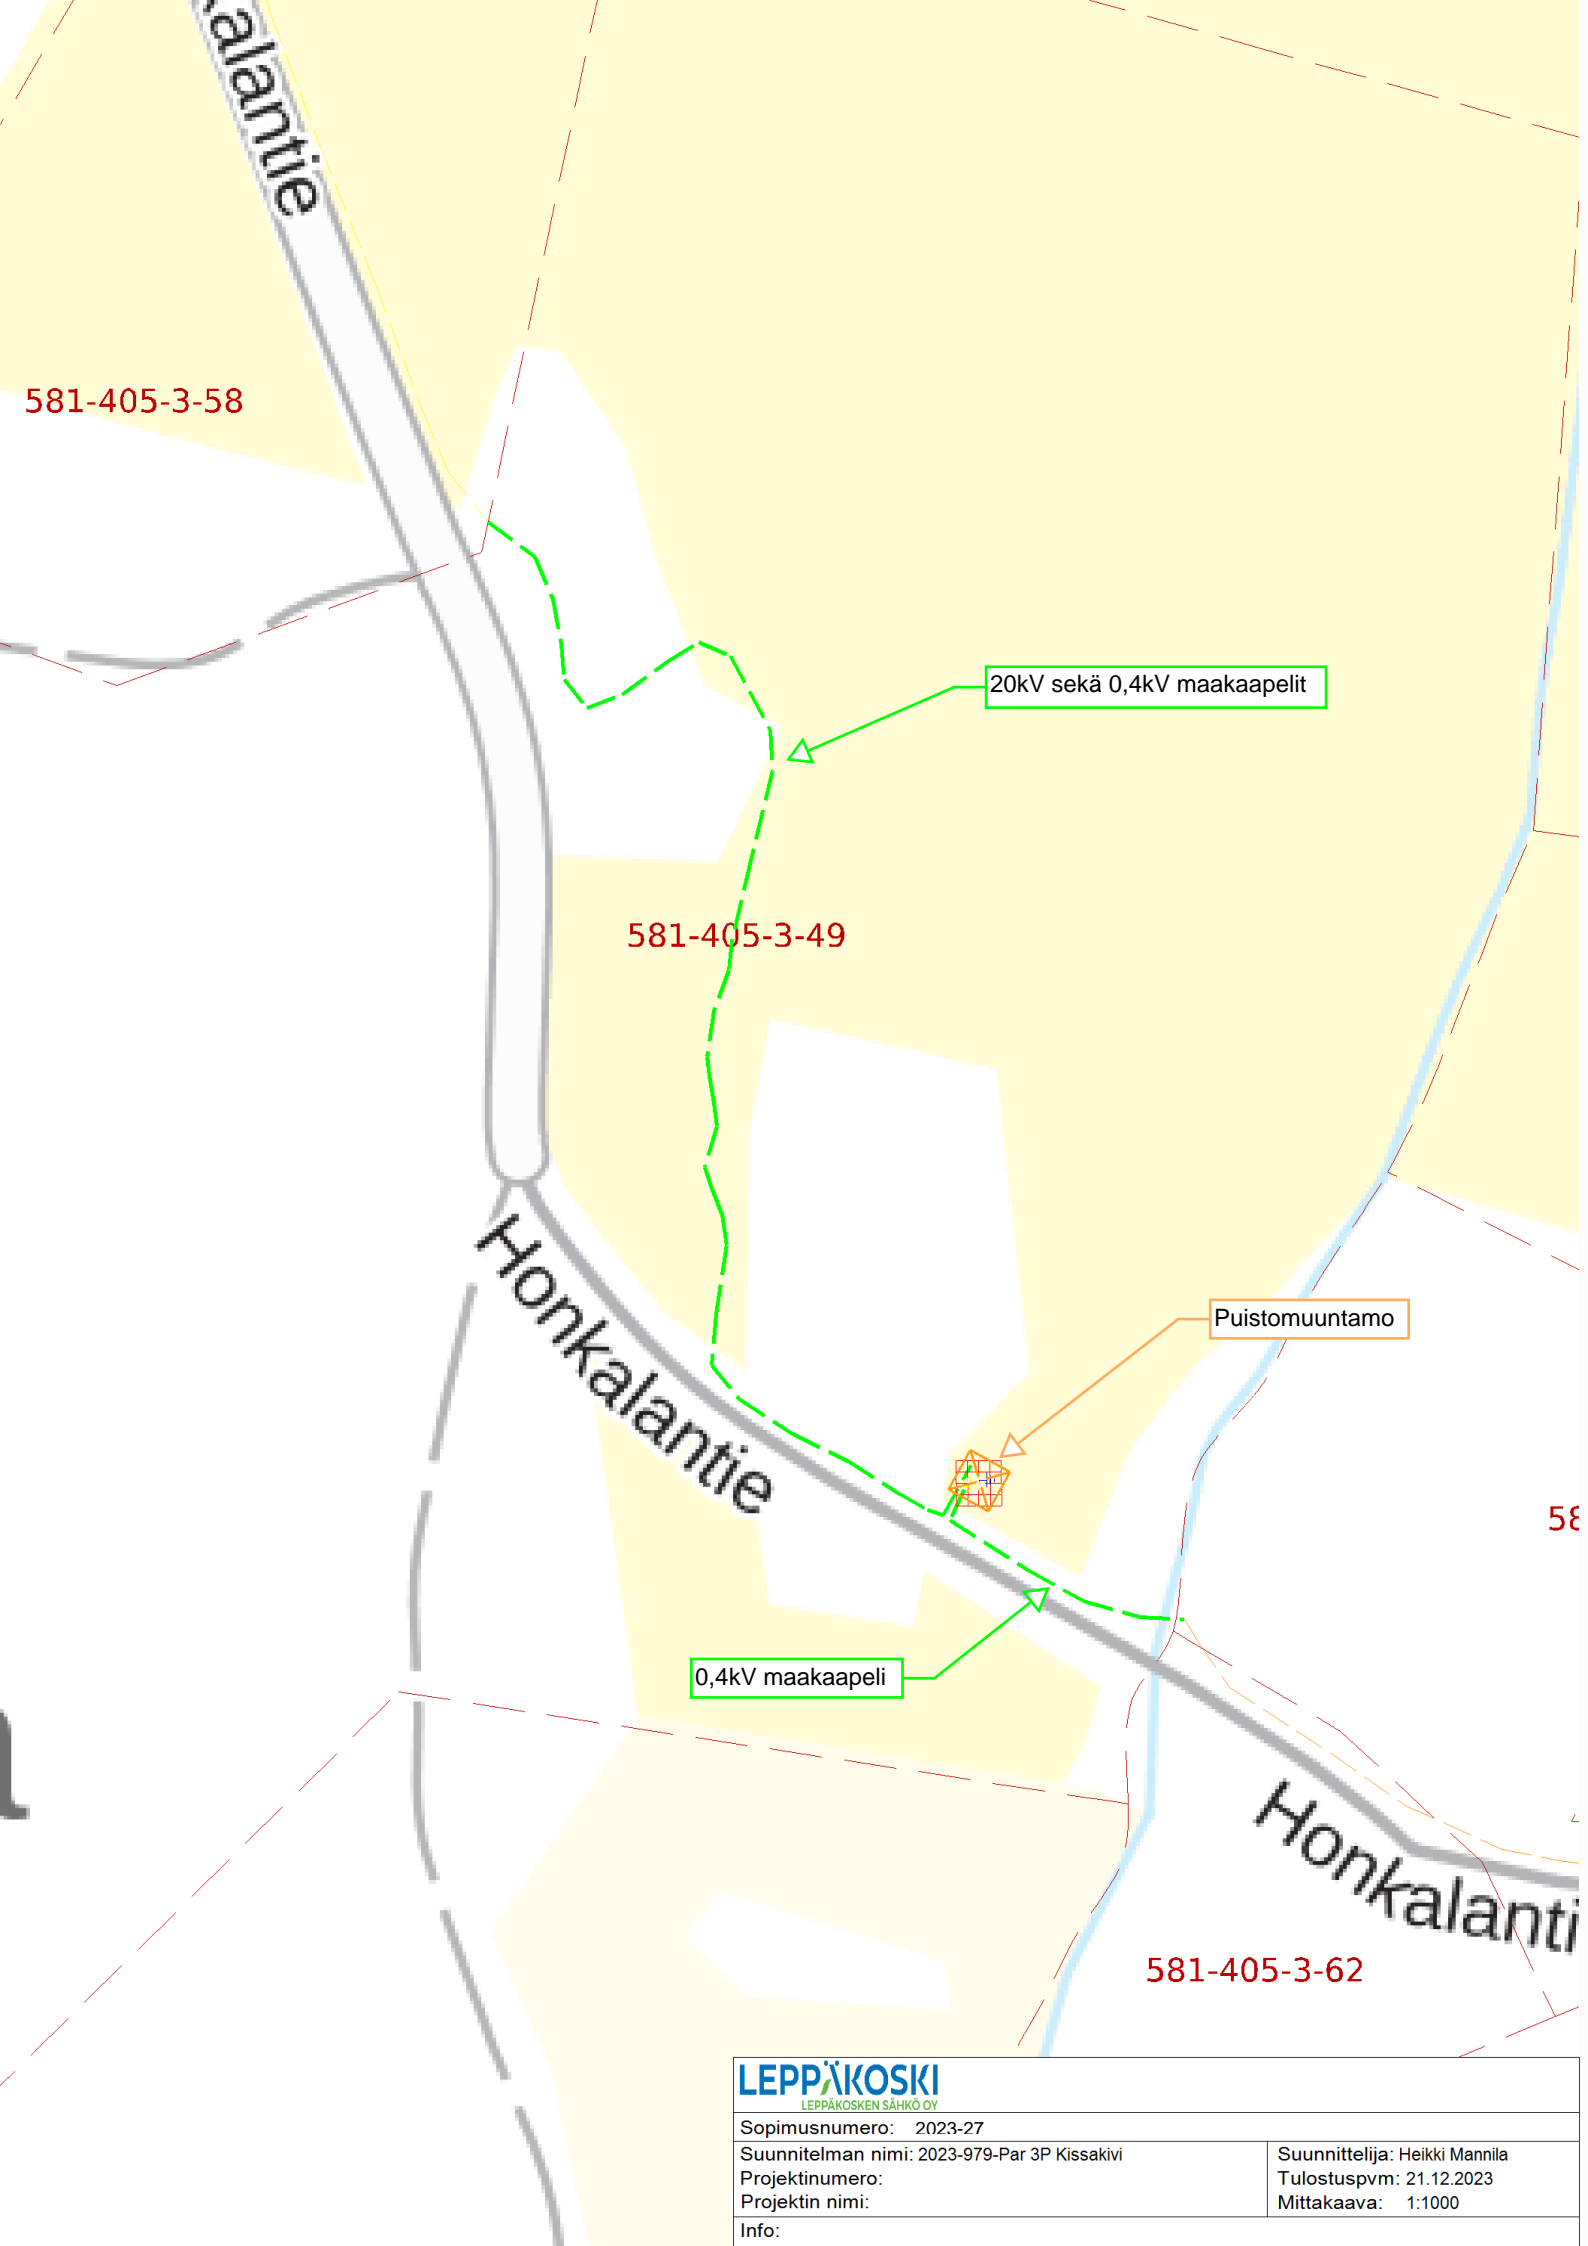 kalantie
581-405-3-58
20kV sekä 0,4kV maakaapelit
581-405-3-49
Honkalantie
Puistomuuntamo
58
0,4kV maakaapeli
Honkalanti
581-405-3-62
LEPPÄKOSKI
LEPPÄKOSKEN SÄHKÖ OY
Sopimusnumero: 2023-27
Suunnitelman nimi: 2023-979-Par 3P Kissakivi
Projektinumero:
Projektin nimi:
Suunnittelija: Heikki Mannila
Tulostuspvm: 21.12.2023
Mittakaava: 1:1000
Info: